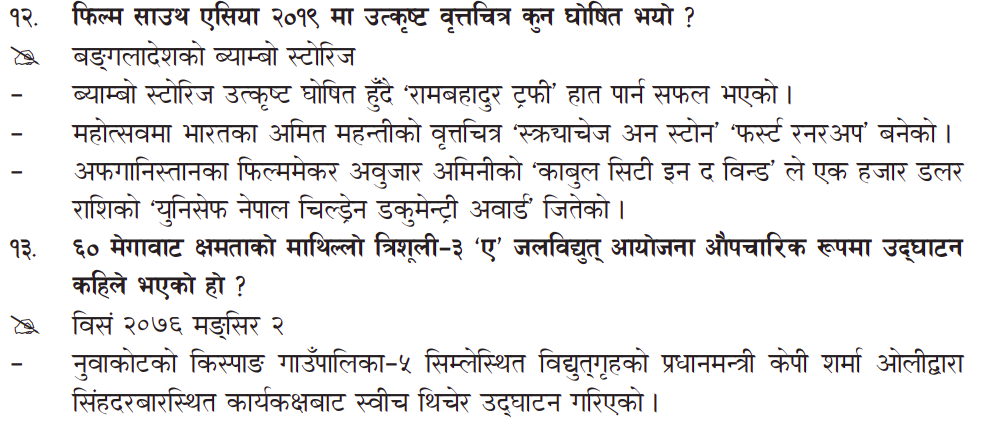 १२. फिल्म साउथ एसिया २०१९ मा उत्कृष्ट वृत्तचित्र कुन घोषित भयो ?
बङ्गलादेशको ब्याम्बो स्टोरिज
– ब्याम्बो स्टोरिज उत्कृष्ट घोषित हुँदै ‘रामबहादुर ट्रफी’ हात पार्न सफल भएको ।
– महोत्सवमा भारतका अमित महन्तीको वृत्तचित्र ‘स्क्र्याचेज अन स्टोन’ ‘फर्स्ट रनरअप’ बनेको ।
– अफगानिस्तानका फिल्ममेकर अवुजार अमिनीको ‘काबुल सिटी इन द विन्ड’ ले एक हजार डलर
राशिको ‘युनिसेफ नेपाल चिल्ड्रेन डकुमेन्ट्री अवार्ड’ जितेको ।
१३. ६० मेगावाट क्षमताको माथिल्लो त्रिशूली–३ ‘ए’ जलविद्युत् आयोजना औपचारिक रूपमा उद्घाटन
कहिले भएको हो ?
विसं २०७६ मङ्सिर २
– नुवाकोटको किस्पाङ गाउँपालिका–५ सिम्लेस्थित विद्युत्गृहको प्रधानमन्त्री केपी शर्मा ओलीद्वारा
सिंहदरबारस्थित कार्यकक्षबाट स्वीच थिचेर उद्घाटन गरिएको ।